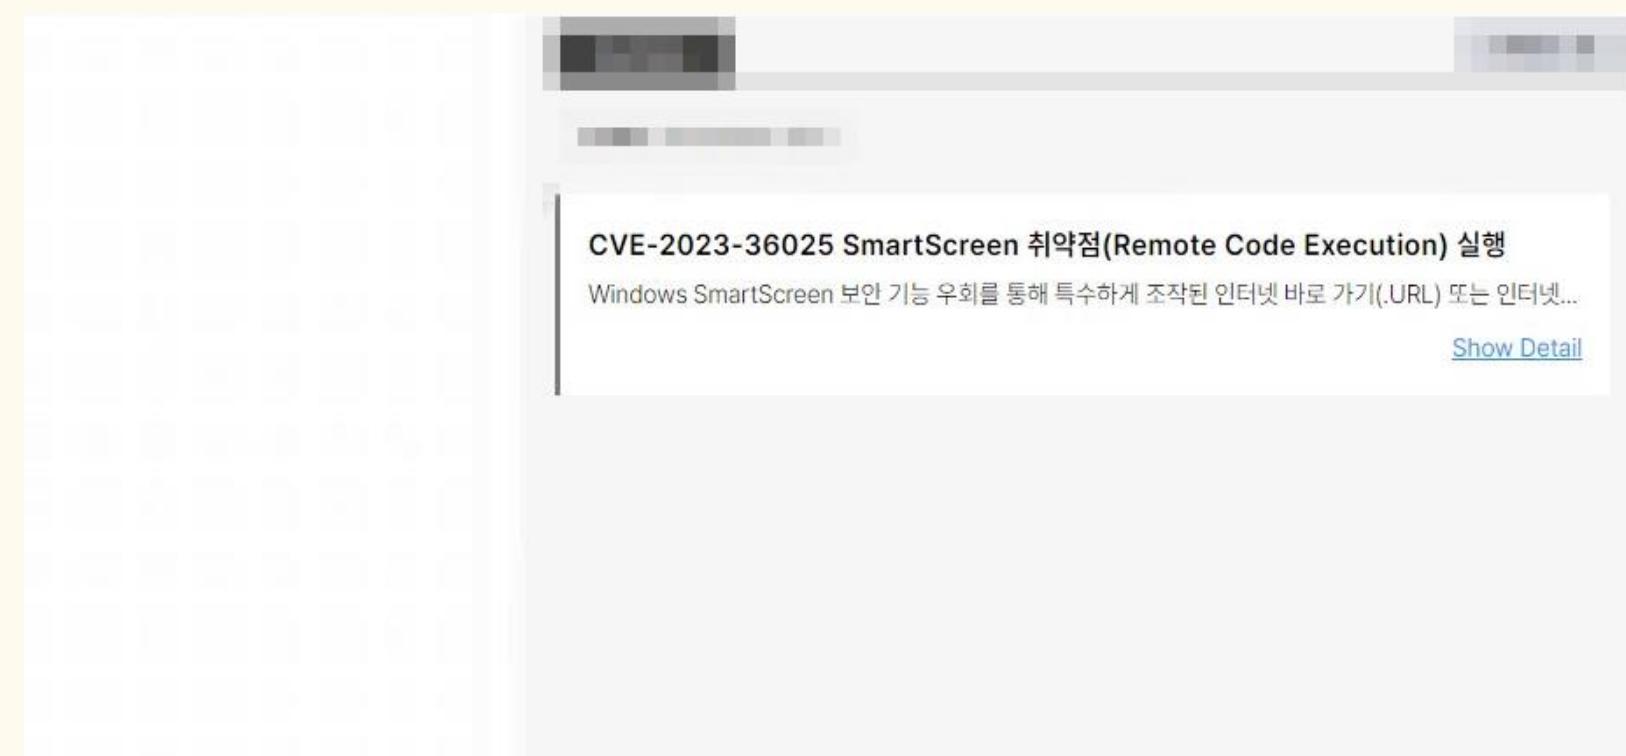 CVE-2023-36025 SmartScreen 취약점(Remote Code Execution) 실행
Windows SmartScreen 보안 기능 우회를 통해 특수하게 조작된 인터넷 바로 가기(.URL) 또는 인터넷...
Show Detail